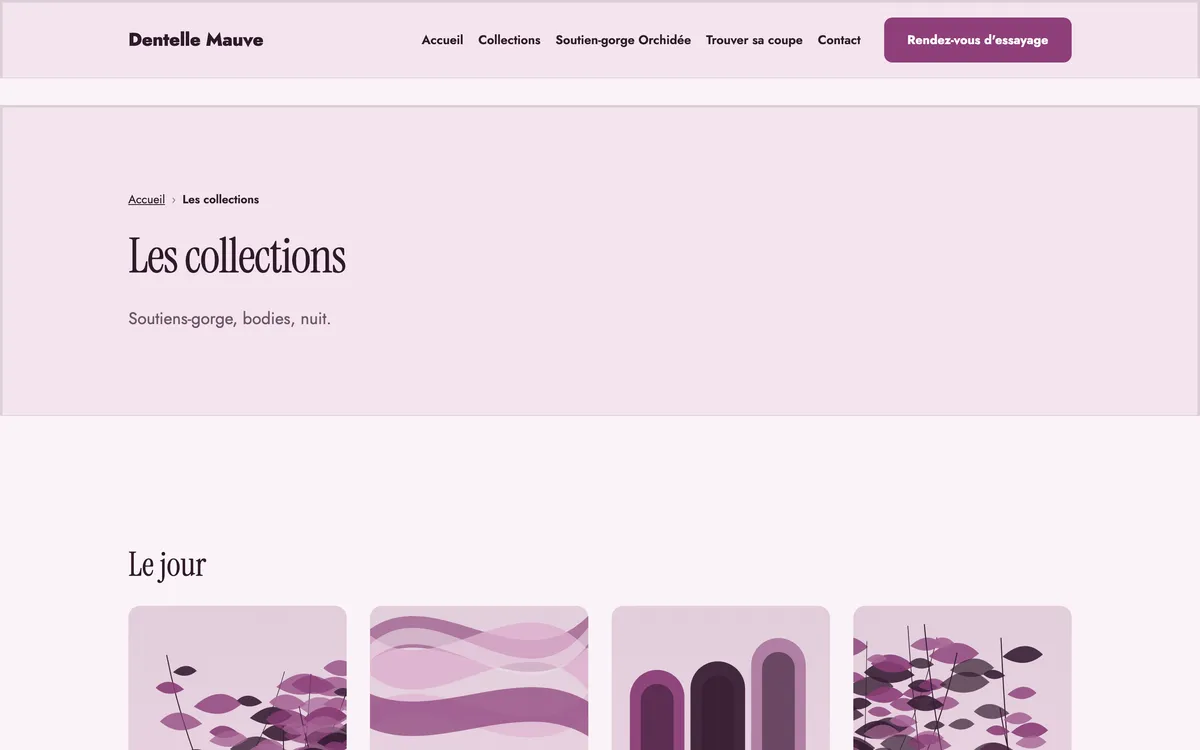 Dentelle Mauve
Accueil Collections Soutien-gorge Orchidée Trouver sa coupe Contact Rendez-vous d'essayage
Accueil › Les collections
Les collections
Soutiens-gorge, bodies, nuit.
Le jour